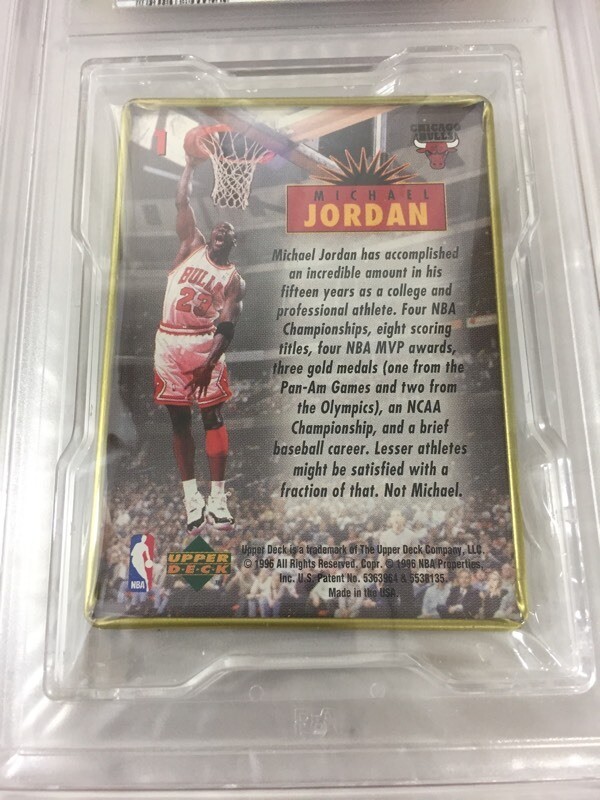 CHICAGO
BULLS
MICHAEL
JORDAN
Michael Jordan has accomplished
an incredible amount in his
fifteen years as a college and
professional athlete. Four NBA
Championships, eight scoring
titles, four NBA MVP awards,
three gold medals (one from the
Pan-Am Games and two from
the Olympics), an NCAA
Championship, and a brief
baseball career. Lesser athletes
might be satisfied with a
fraction of that. Not Michael.
BULLS
23
NBA
UPPER
DECK
Upper Deck is a trademark of The Upper Deck Company, LLC.
© 1996 All Rights Reserved. Copr. © 1996 NBA Properties,
Inc. U.S. Patent No. 5363964 & 5538135.
Made in the USA.